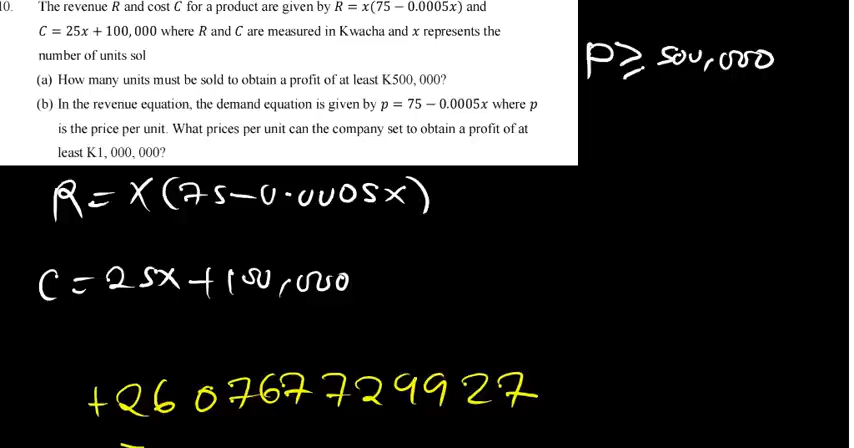 10. The revenue R and cost C for a product are given by R = x(75 − 0.0005x) and
C = 25x + 100,000 where R and C are measured in Kwacha and x represents the
number of units sol
(a) How many units must be sold to obtain a profit of at least K500, 000?
(b) In the revenue equation, the demand equation is given by p = 75 − 0.0005x where p
is the price per unit. What prices per unit can the company set to obtain a profit of at
least K1, 000, 000?
P ≥ 500,000
R = x(75−0.0005x)
C = 25x + 100,000
+26 0767729927